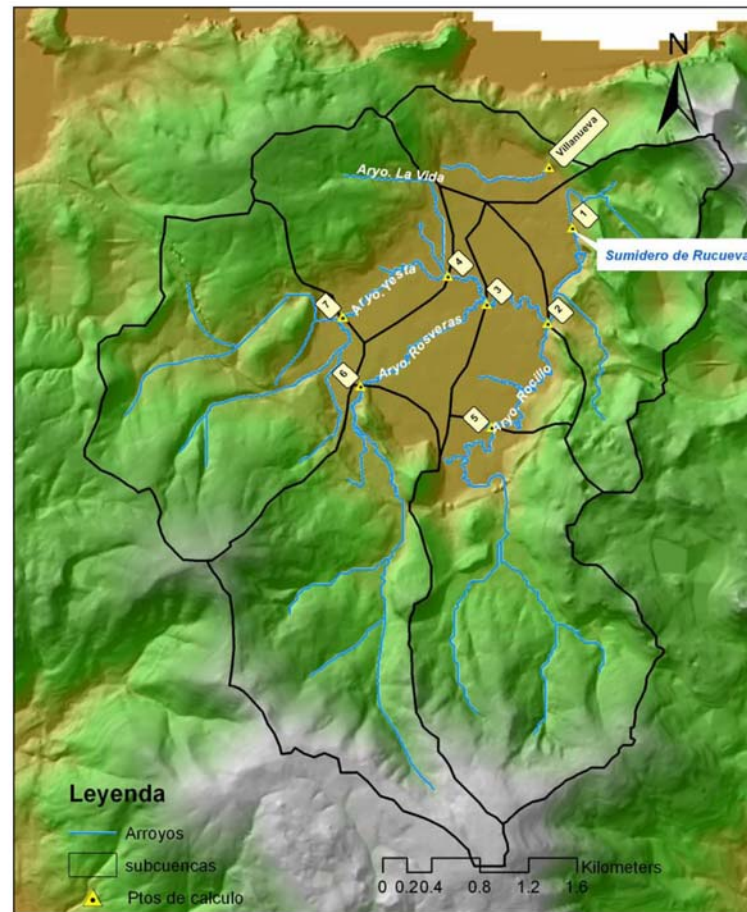 N
Villanueva
Aryo. La Vida
1
Sumidero de Rucueva
4
3
Aryo. Yesta
7
2
Aryo. Rosveras
6
Aryo. Rocillo
5
Leyenda
Arroyos
subcuencas
Ptos de calculo
Kilometers
0 0.20.4 0.8 1.2 1.6